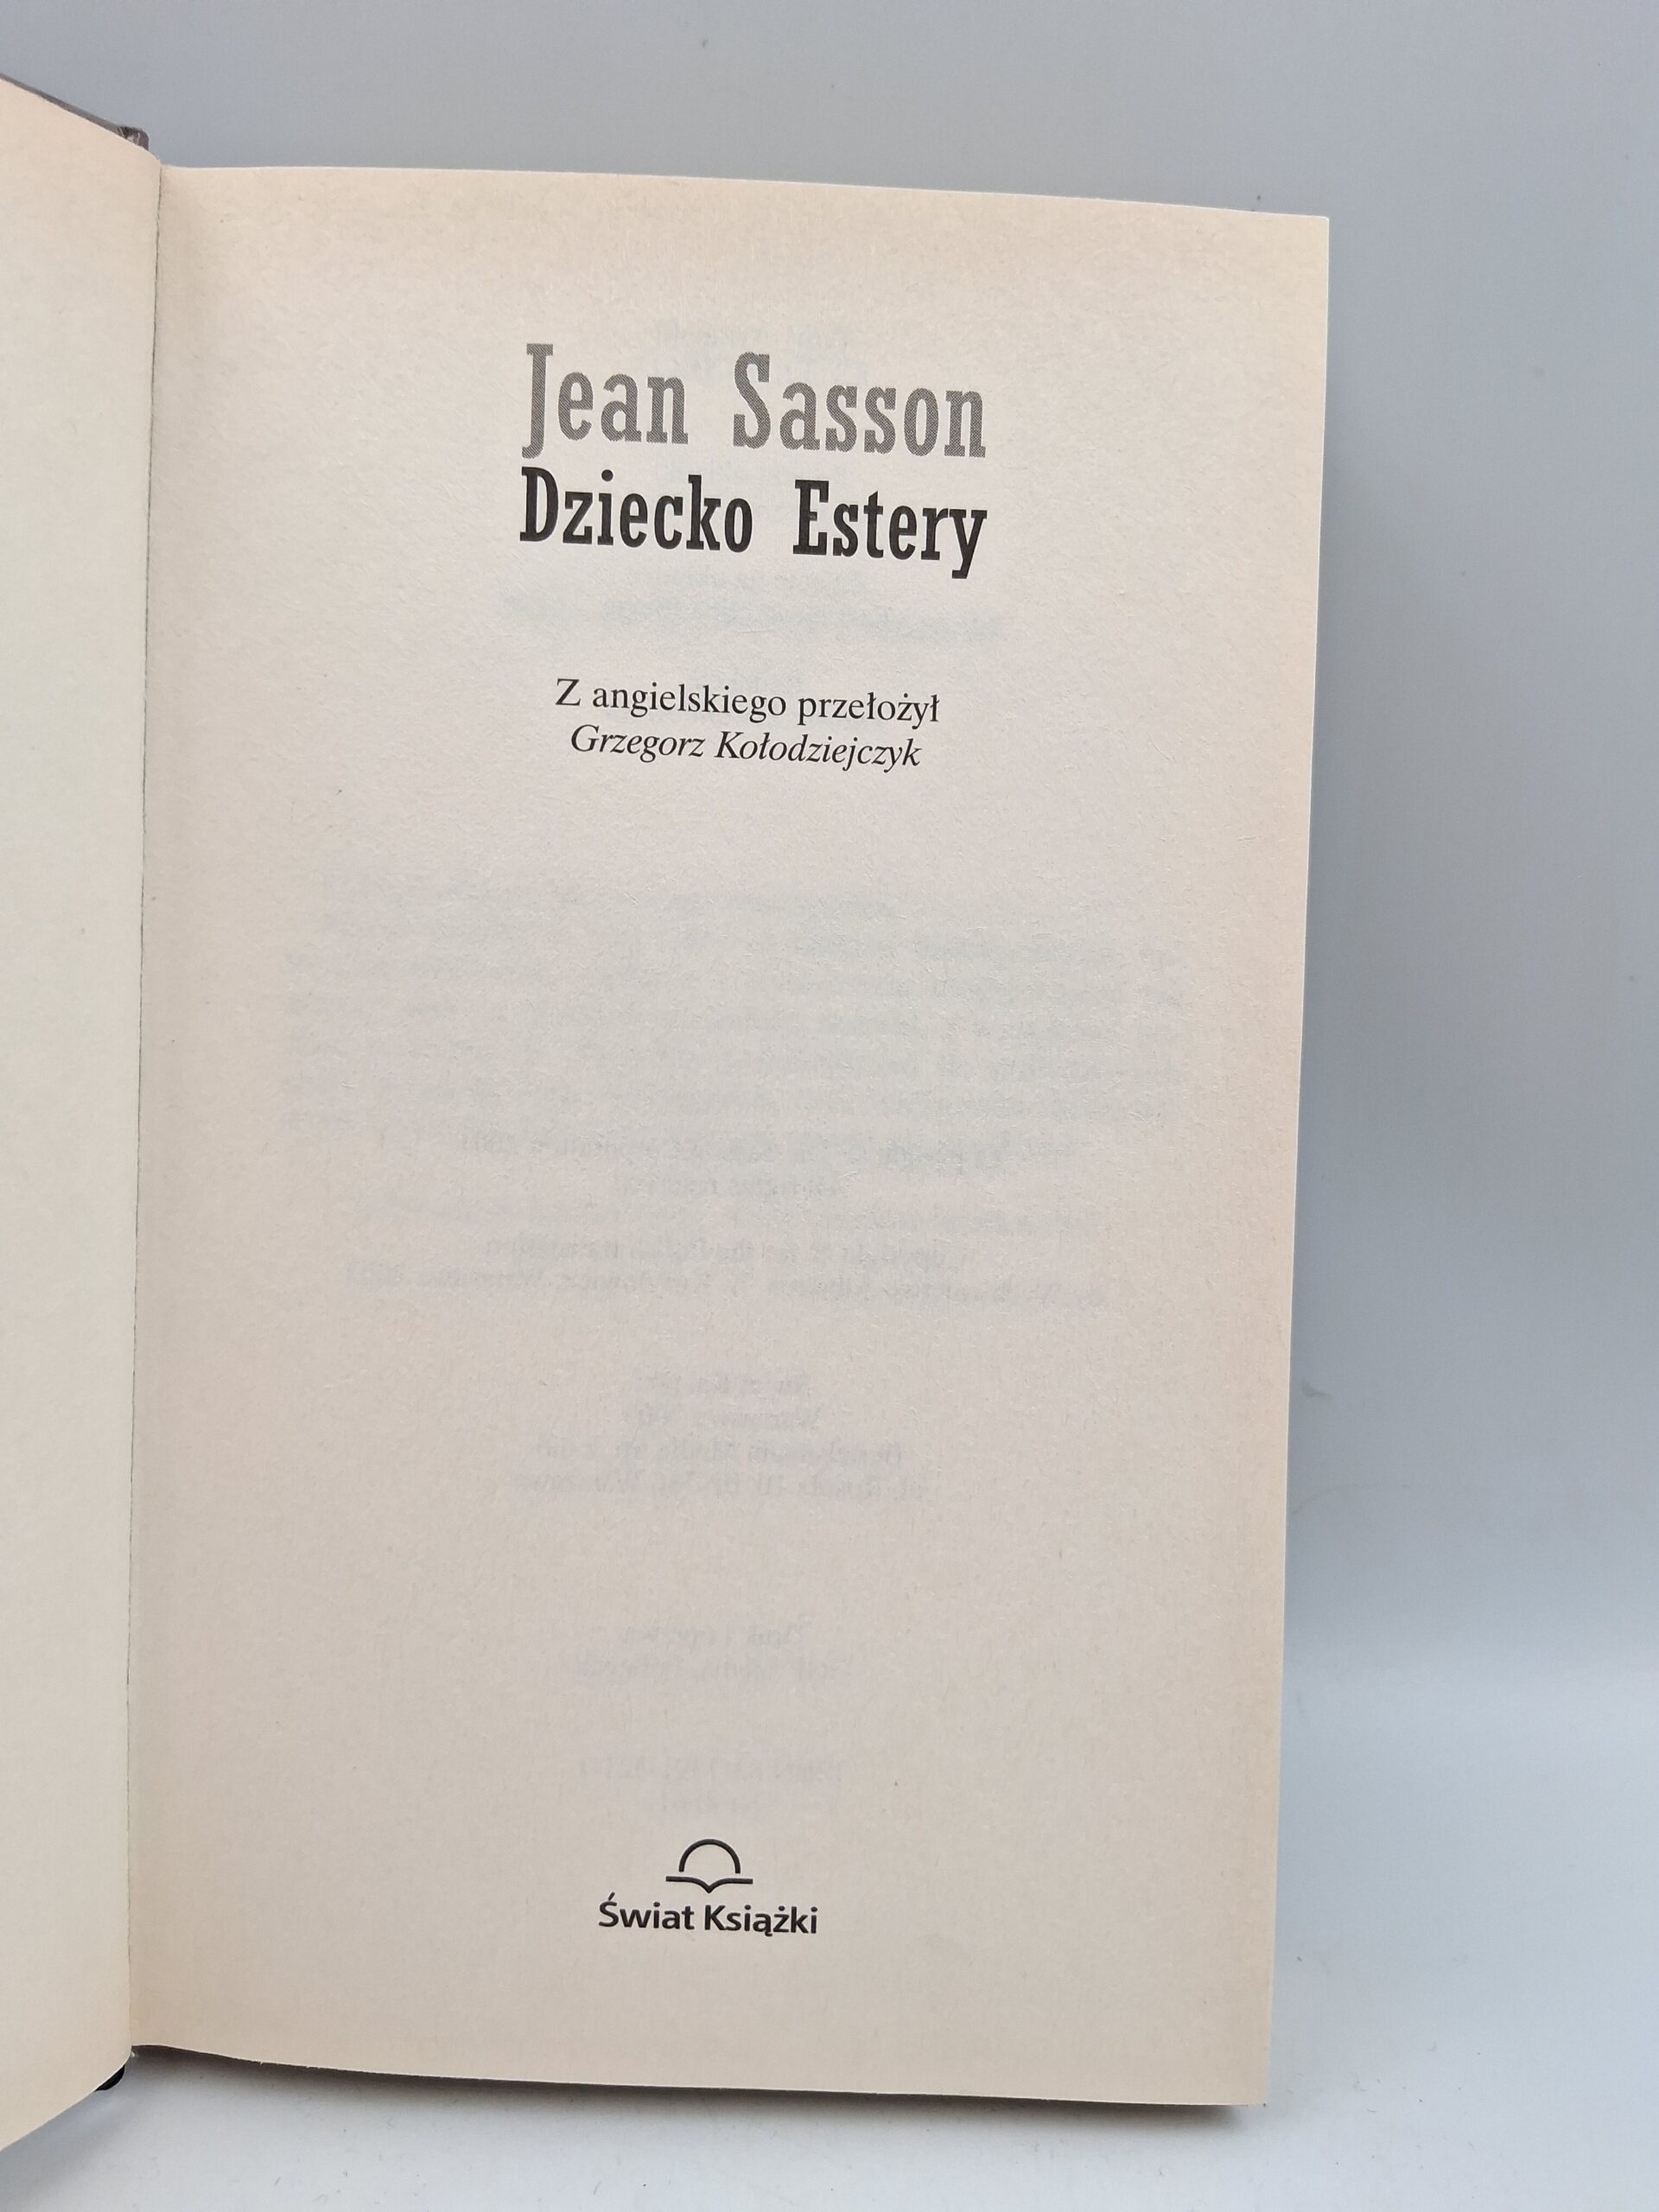 Jean Sasson
Dziecko Estery
Z angielskiego przełożył
Grzegorz Kołodziejczyk
Świat Książki